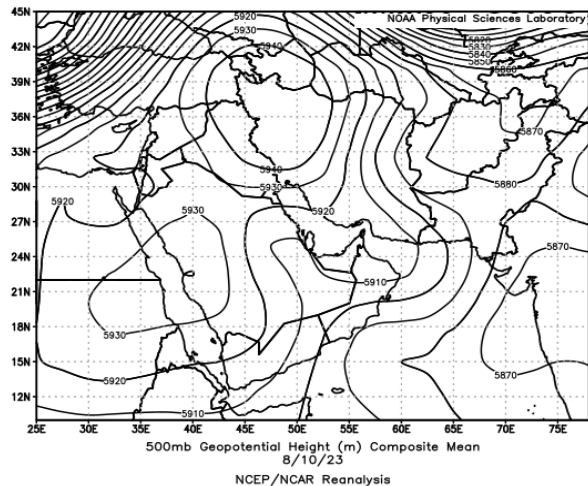 NOAA Physical Sciences Laboratory
45N
42N
39N
36N
33N
30N
27N
24N
21N
18N
15N
12N
5920
5930
5940
5820
5830
5840
5850
5860
5870
5880
5940
5930
5920
5920
5930
5910
5870
5930
5920
5910
5870
25E 30E 35E 40E 45E 50E 55E 60E 65E 70E 75E
500mb Geopotential Height (m) Composite Mean
8/10/23
NCEP/NCAR Reanalysis